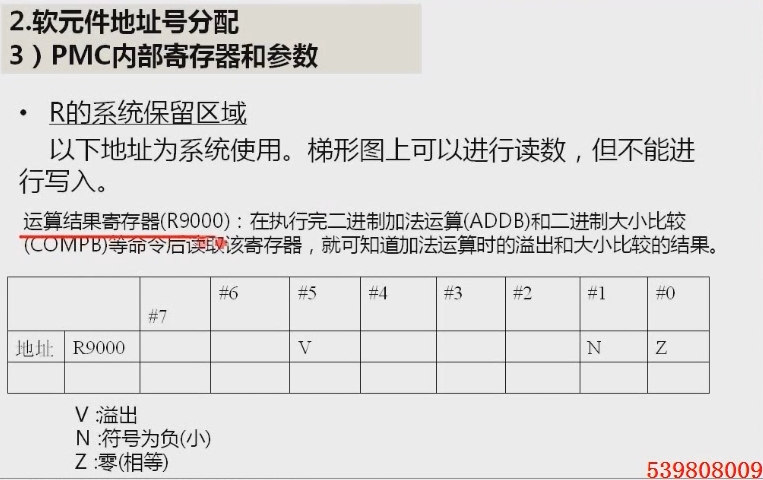 2.软元件地址号分配
3）PMC内部寄存器和参数
• R的系统保留区域
以下地址为系统使用。梯形图上可以进行读数，但不能进
行写入。
运算结果寄存器(R9000)：在执行完二进制加法运算(ADDB)和二进制大小比较
(COMPB)等命令后读取该寄存器，就可知道加法运算时的溢出和大小比较的结果。
#7 #6 #5 #4 #3 #2 #1 #0
地址 R9000 V N Z
V :溢出
N :符号为负(小)
Z :零(相等)
539808009